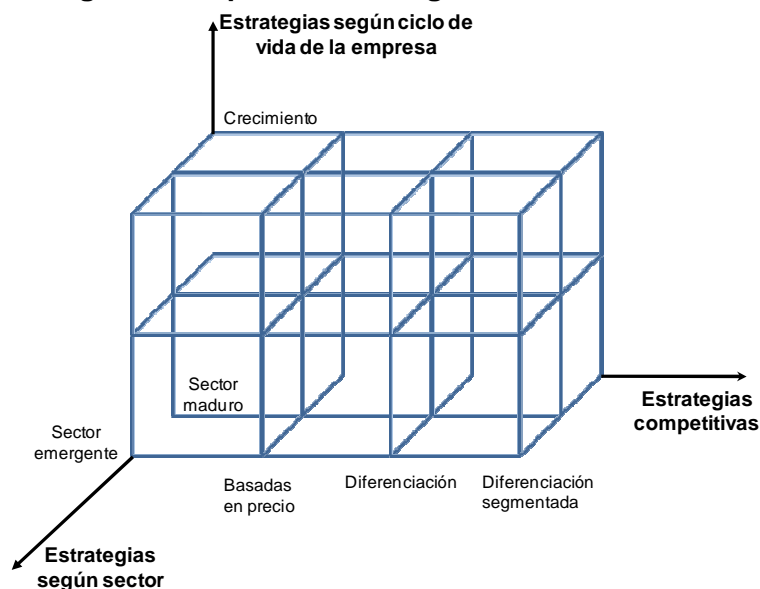 Estrategias según ciclo de
vida de la empresa
Crecimiento
Sector
maduro
Estrategias
competitivas
Sector
emergente
Basadas
en precio
Diferenciación
Diferenciación
segmentada
Estrategias
según sector